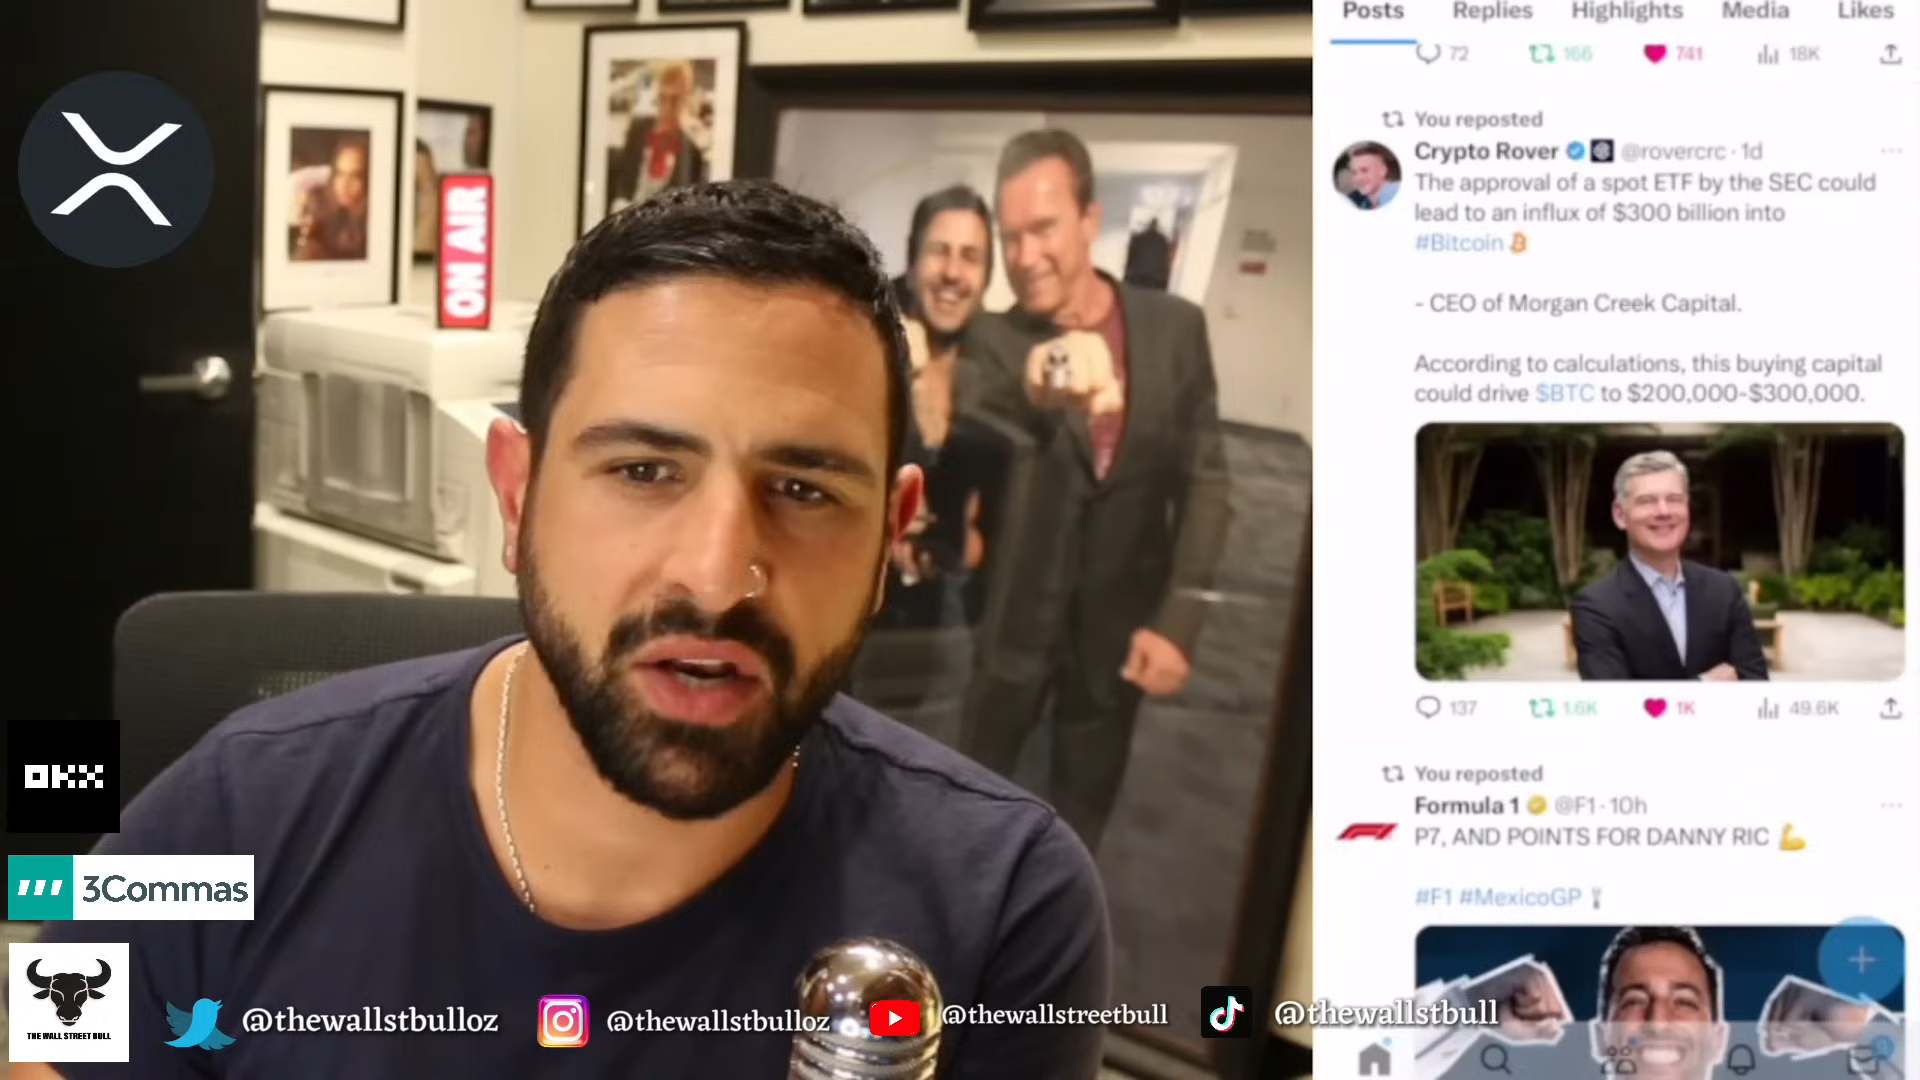 ON AIR
OKX
3Commas
THE WALL STREET BULL
@thewallstbulloz
@thewallstbulloz
@thewallstreetbull
@thewallstbull
Posts Replies Highlights Media Likes
72 166 741 18K
You reposted
Crypto Rover @rovercrc · 1d
The approval of a spot ETF by the SEC could
lead to an influx of $300 billion into
#Bitcoin
- CEO of Morgan Creek Capital.
According to calculations, this buying capital
could drive $BTC to $200,000-$300,000.
137 1.6K 1K 49.6K
You reposted
Formula 1 @F1 · 10h
P7, AND POINTS FOR DANNY RIC
#F1 #MexicoGP